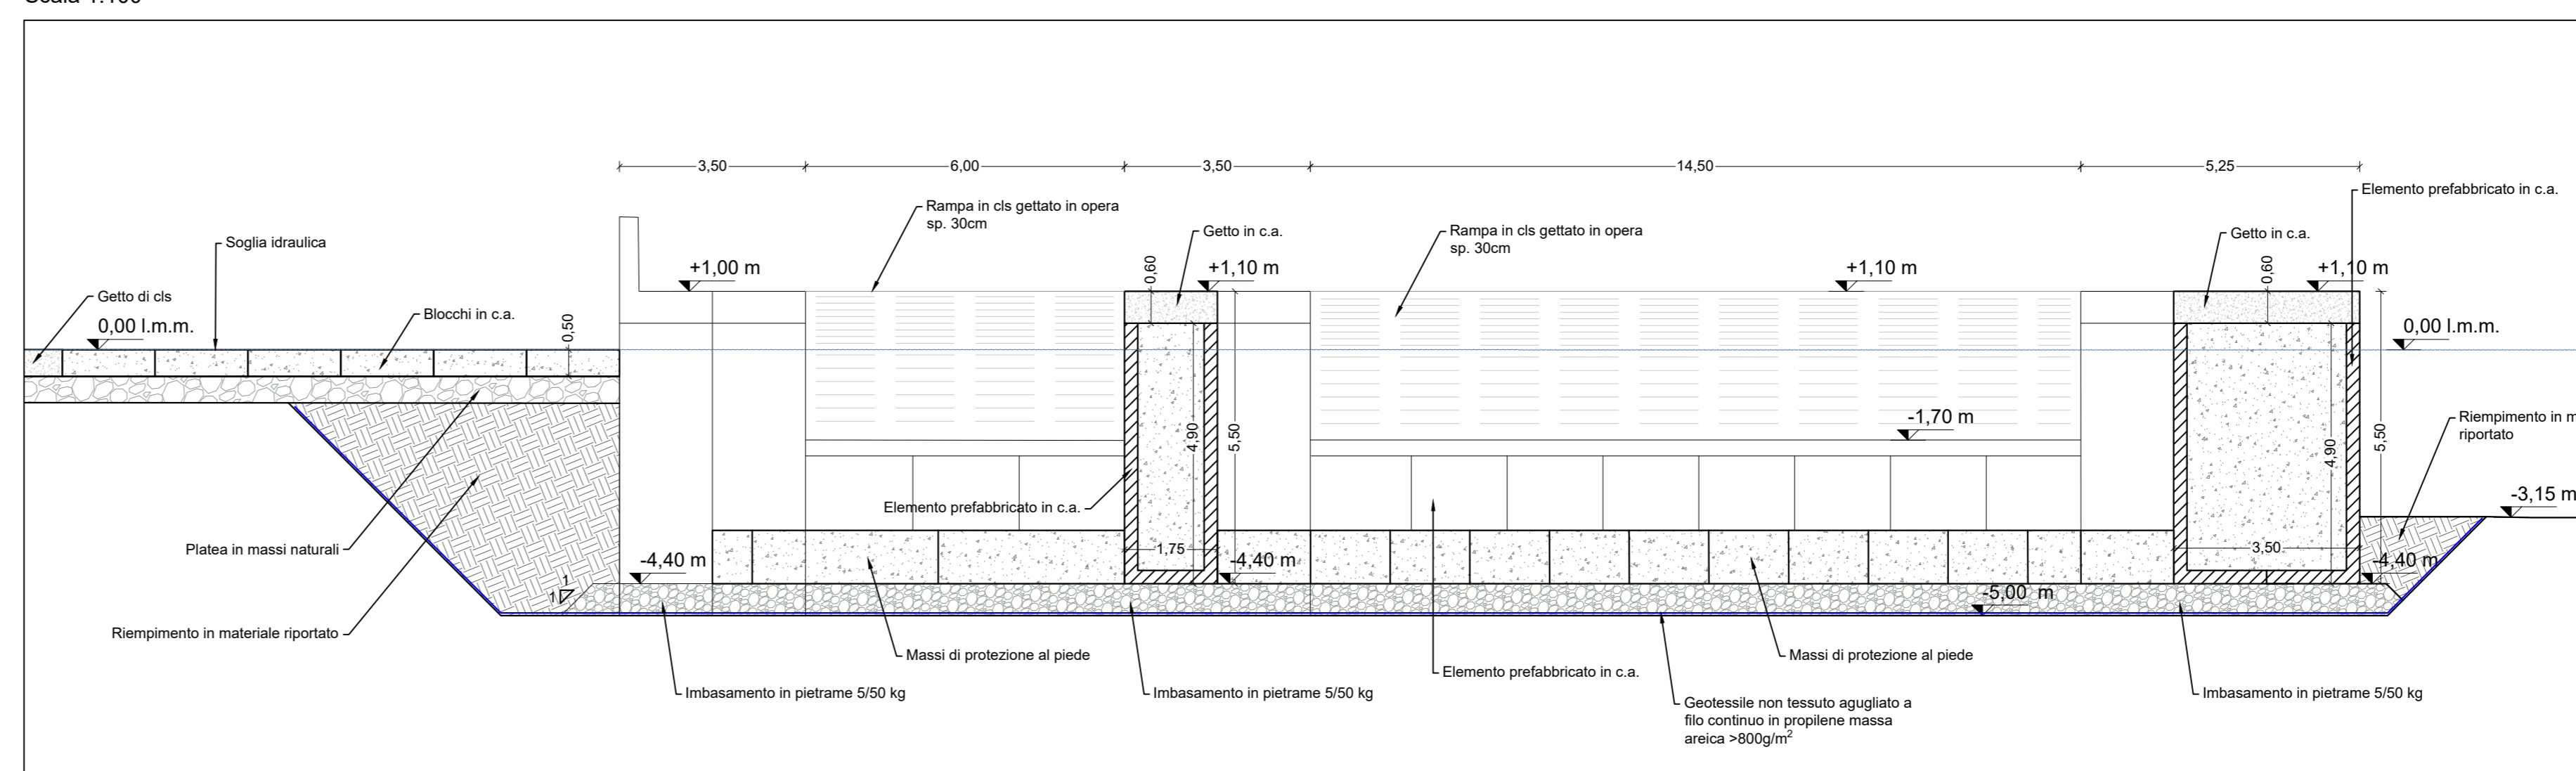 3,50
6,00
3,50
14,50
5,25
Elemento prefabbricato in c.a.
Rampa in cls gettato in opera
sp. 30cm
Getto in c.a.
Rampa in cls gettato in opera
sp. 30cm
Getto in c.a.
Soglia idraulica
+1,00 m
0,60
+1,10 m
+1,10 m
0,60
+1,10 m
Getto di cls
0,00 l.m.m.
Blocchi in c.a.
0,50
0,00 l.m.m.
-1,70 m
Riempimento in
riportato
4,90
5,50
4,90
5,50
-3,15 m
Elemento prefabbricato in c.a.
Platea in massi naturali
1,75
3,50
-4,40 m
-4,40 m
-4,40 m
1
1
-5,00 m
Riempimento in materiale riportato
Massi di protezione al piede
Massi di protezione al piede
Elemento prefabbricato in c.a.
Imbasamento in pietrame 5/50 kg
Imbasamento in pietrame 5/50 kg
Imbasamento in pietrame 5/50 kg
Geotessile non tessuto agugliato a
filo continuo in propilene massa
areica >800g/m²